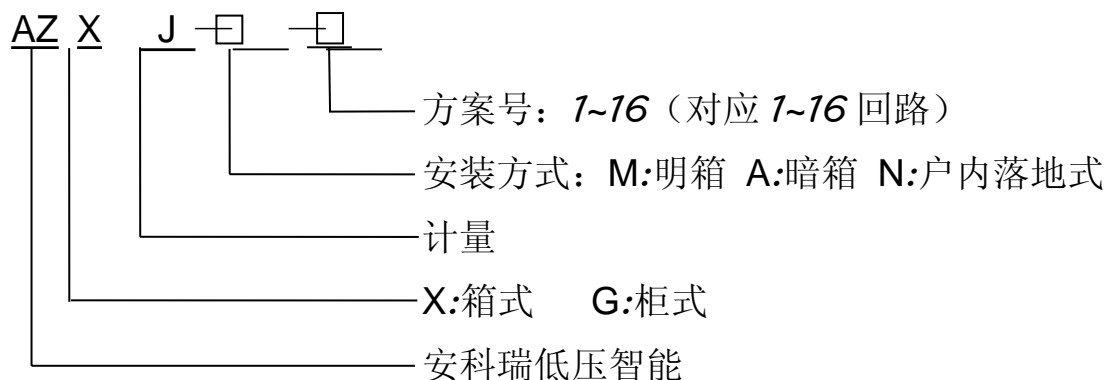 AZ X J -□ -□
方案号：1~16（对应 1~16 回路）
安装方式：M:明箱 A:暗箱 N:户内落地式
计量
X:箱式 G:柜式
安科瑞低压智能